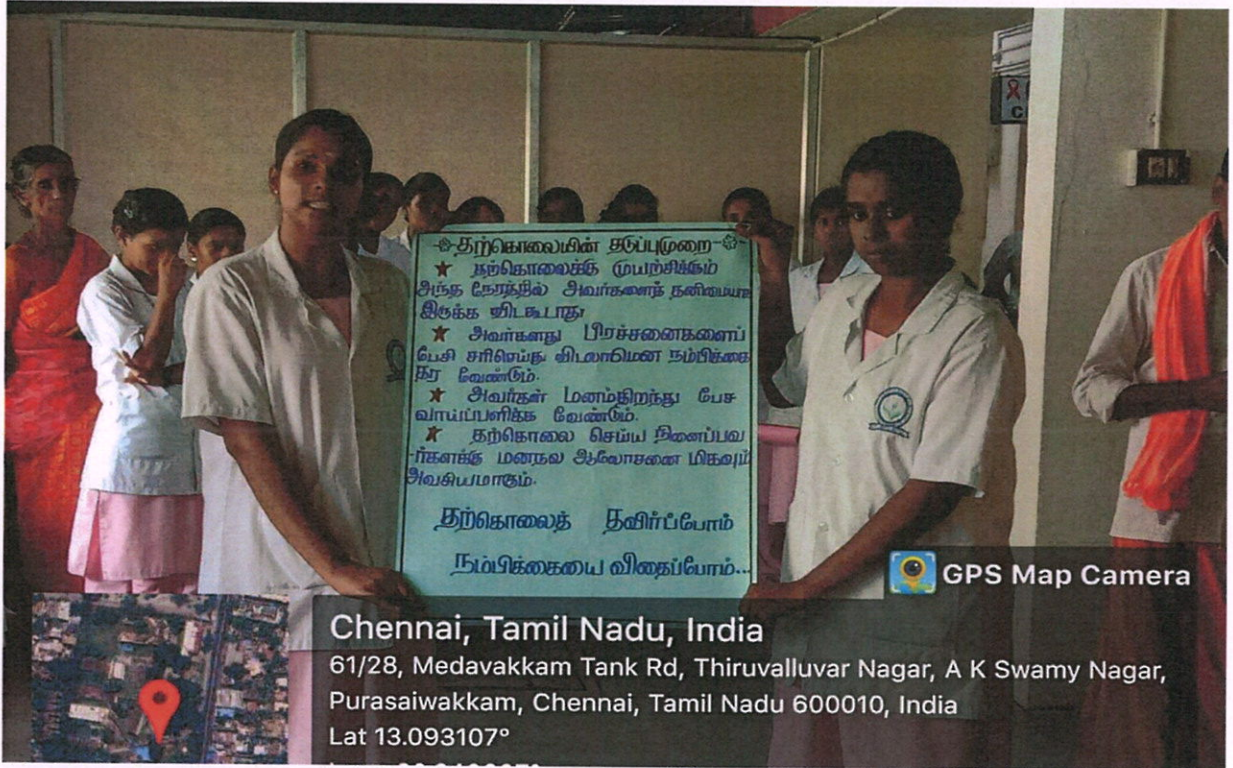 தற்கொலையின் தடுப்புமுறை
தற்கொலைக்கு முயற்சிக்கும்
அந்த நேரத்தில் அவர்களைத் தனிமையாக
இருக்க விடகூடாது
அவர்களது பிரச்சனைகளைப்
பேசி சரிசெய்து விடலாமென நம்பிக்கை
தர வேண்டும்.
அவர்கள் மனம்திறந்து பேச
வாய்ப்பளிக்க வேண்டும்.
தற்கொலை செய்ய நினைப்பவ
-ர்களுக்கு மனநல ஆலோசனை மிகவும்
அவசியமாகும்.
தற்கொலைத் தவிர்ப்போம்
நம்பிக்கையை விதைப்போம்...
GPS Map Camera
Chennai, Tamil Nadu, India
61/28, Medavakkam Tank Rd, Thiruvalluvar Nagar, A K Swamy Nagar,
Purasaiwakkam, Chennai, Tamil Nadu 600010, India
Lat 13.093107°